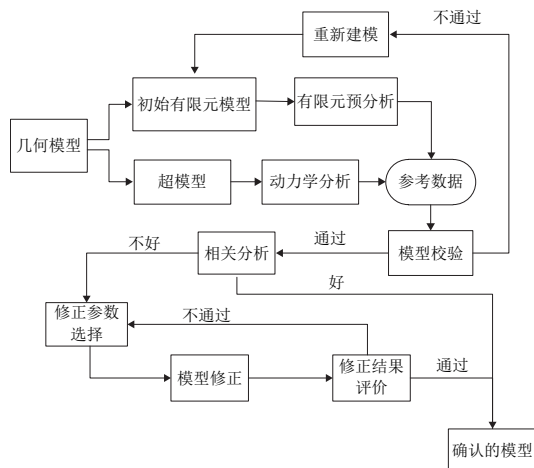 不通过
重新建模
初始有限元模型
有限元预分析
几何模型
超模型
动力学分析
参考数据
不好
相关分析
通过
模型校验
好
修正参数
选择
不通过
模型修正
修正结果
评价
通过
确认的模型